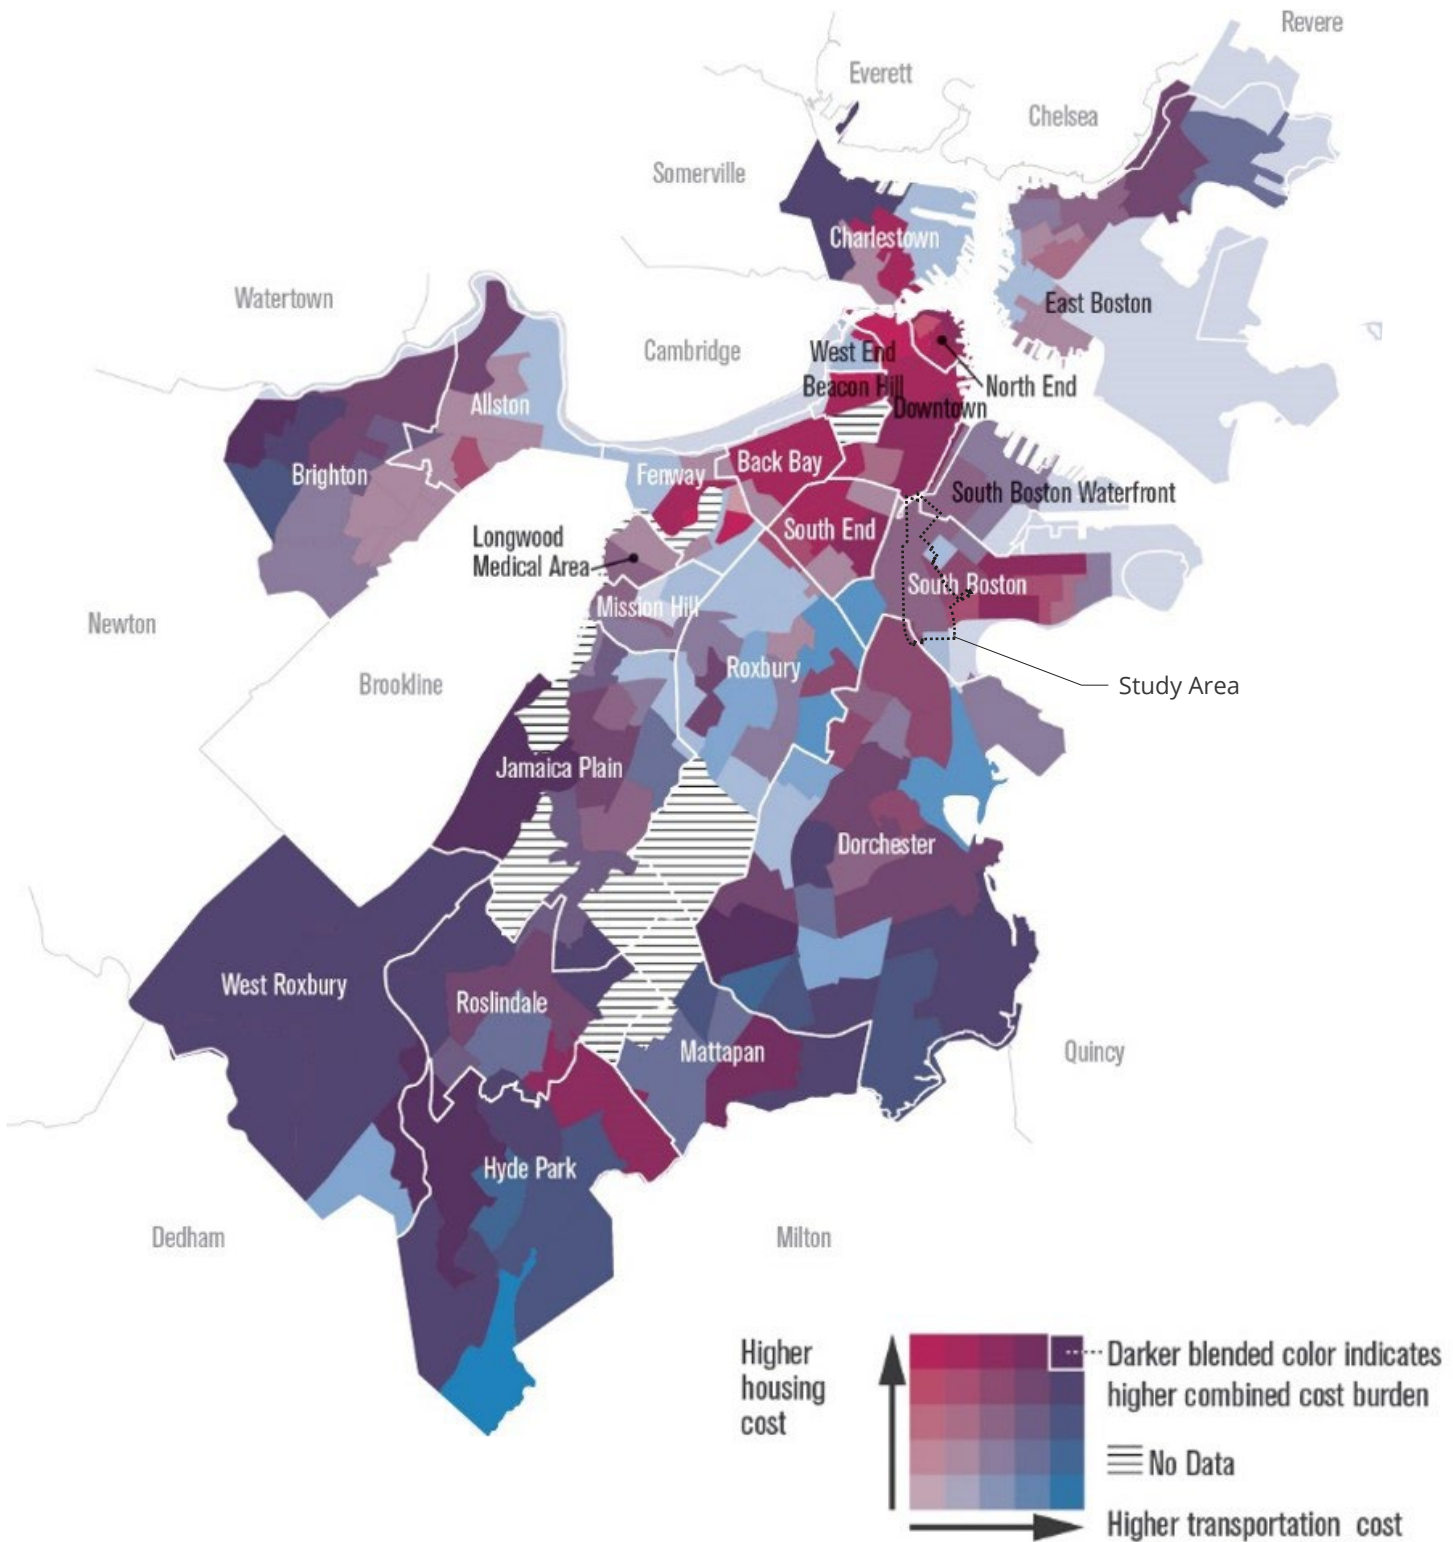 Revere
Everett
Chelsea
Somerville
Charlestown
Watertown
East Boston
Cambridge
West End
Beacon Hill
North End
Downtown
Allston
Back Bay
Brighton
Fenway
South Boston Waterfront
South End
Longwood
Medical Area
South Boston
Mission Hill
Newton
Roxbury
Brookline
Study Area
Jamaica Plain
Dorchester
West Roxbury
Roslindale
Mattapan
Quincy
Hyde Park
Dedham
Milton
Higher
housing
cost
Darker blended color indicates
higher combined cost burden
No Data
Higher transportation cost